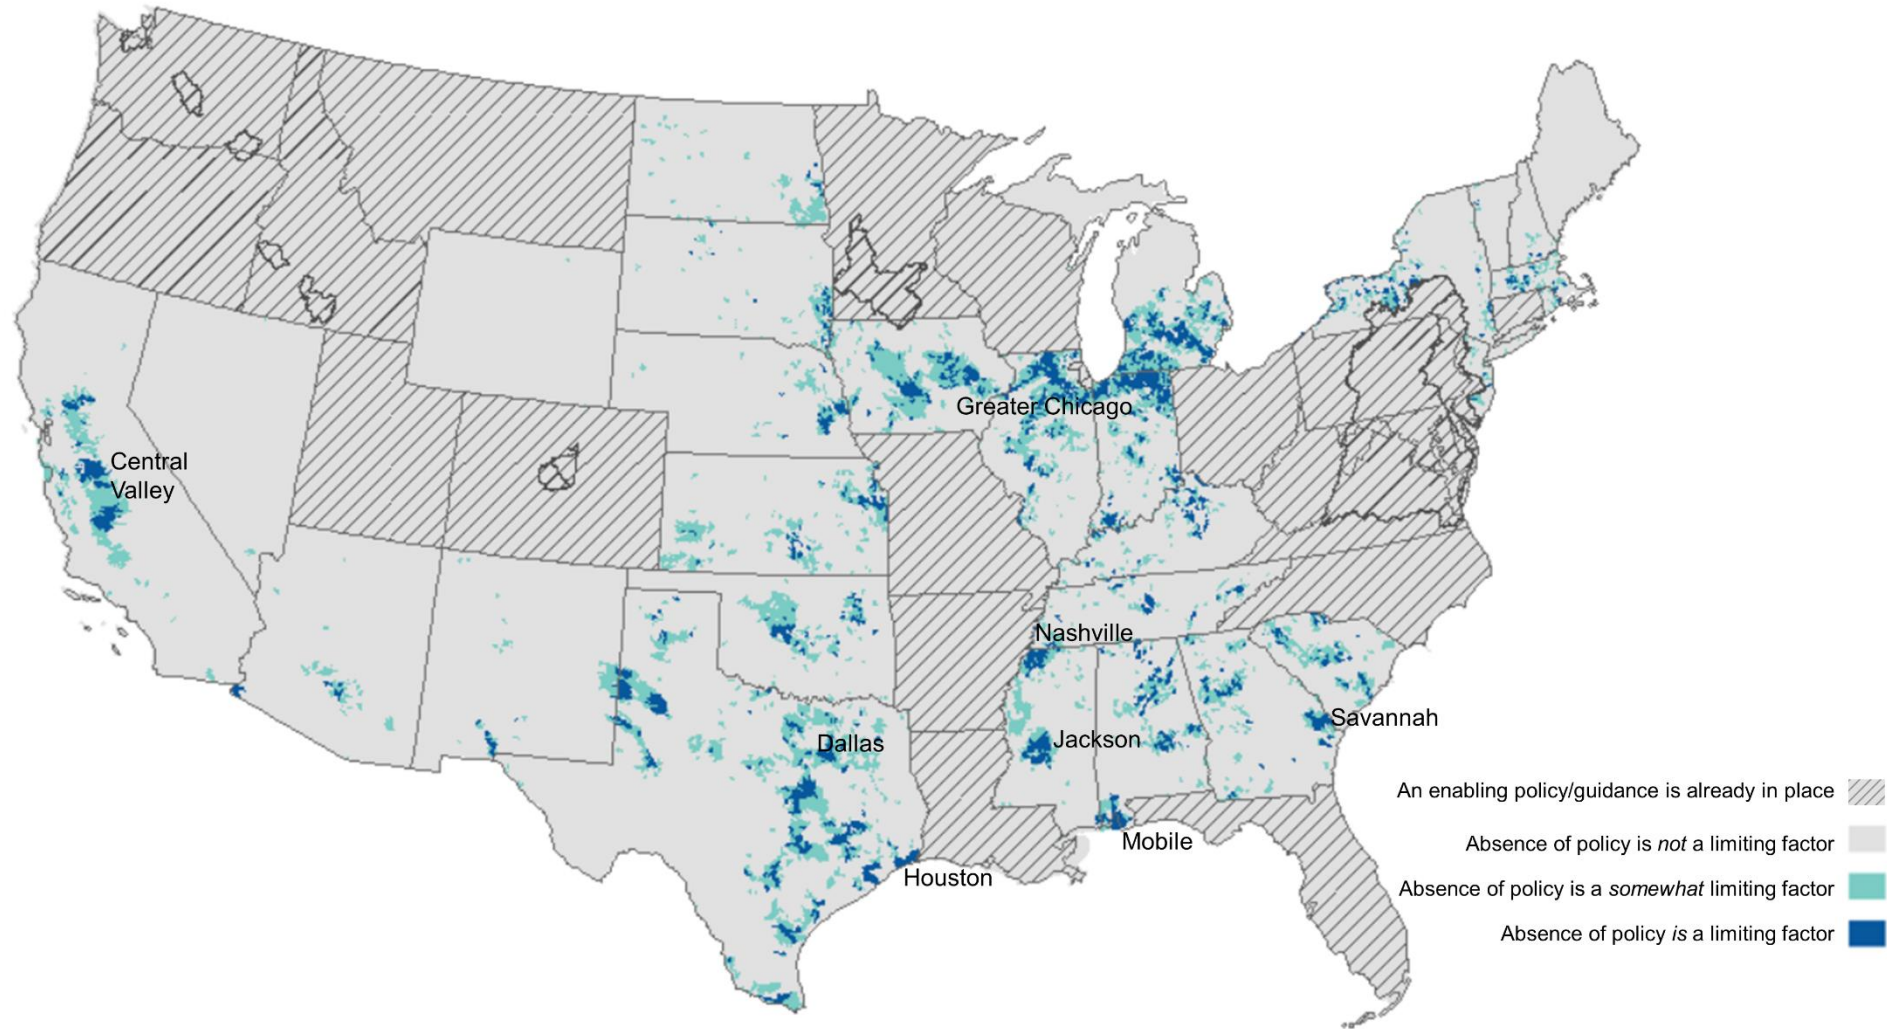 Greater Chicago
Central
Valley
Nashville
Savannah
Dallas
Jackson
An enabling policy/guidance is already in place
Absence of policy is not a limiting factor
Mobile
Houston
Absence of policy is a somewhat limiting factor
Absence of policy is a limiting factor